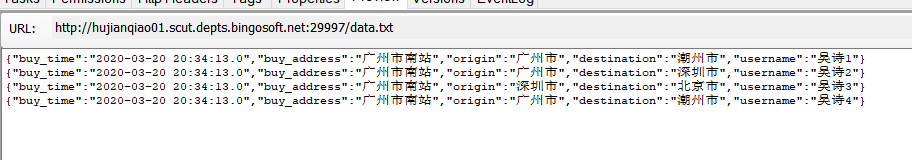 Tasks Permissions External Headers Tags Properties Preview Versions EventLog
URL: http://hujianqiao01.scut.depts.bingosoft.net:29997/data.txt
{"buy_time":"2020-03-20 20:34:13.0","buy_address":"广州市南站","origin":"广州市","destination":"潮州市","username":"吴诗1"}
{"buy_time":"2020-03-20 20:34:13.0","buy_address":"广州市南站","origin":"广州市","destination":"深圳市","username":"吴诗2"}
{"buy_time":"2020-03-20 20:34:13.0","buy_address":"广州市南站","origin":"深圳市","destination":"北京市","username":"吴诗3"}
{"buy_time":"2020-03-20 20:34:13.0","buy_address":"广州市南站","origin":"广州市","destination":"潮州市","username":"吴诗4"}